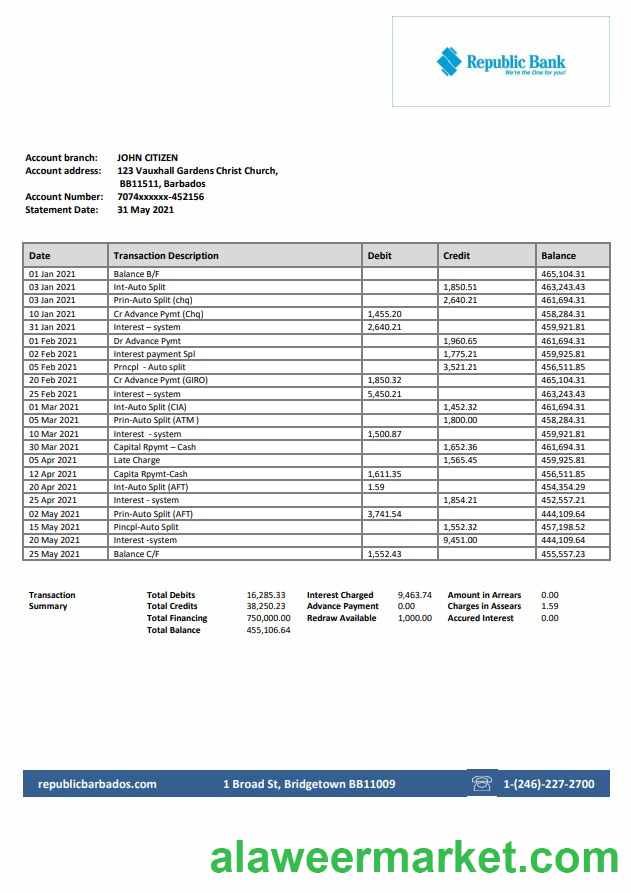 Republic Bank
We're the One for you!
Account branch: JOHN CITIZEN
Account address: 123 Vauxhall Gardens Christ Church,
BB11511, Barbados
Account Number: 7074xxxxxx-452156
Statement Date: 31 May 2021
Date Transaction Description Debit Credit Balance
01 Jan 2021 Balance B/F 465,104.31
03 Jan 2021 Int-Auto Split 1,850.51 463,243.43
03 Jan 2021 Prin-Auto Split (chq) 2,640.21 461,694.31
10 Jan 2021 Cr Advance Pymt (Chq) 1,455.20 458,284.31
31 Jan 2021 Interest – system 2,640.21 459,921.81
01 Feb 2021 Dr Advance Pymt 1,960.65 461,694.31
02 Feb 2021 Interest payment Spl 1,775.21 459,925.81
05 Feb 2021 Prncpl - Auto split 3,521.21 456,511.85
20 Feb 2021 Cr Advance Pymt (GIRO) 1,850.32 465,104.31
25 Feb 2021 Interest – system 5,450.21 463,243.43
01 Mar 2021 Int-Auto Split (CIA) 1,452.32 461,694.31
05 Mar 2021 Prin-Auto Split (ATM ) 1,800.00 458,284.31
10 Mar 2021 Interest - system 1,500.87 459,921.81
30 Mar 2021 Capital Rpymt – Cash 1,652.36 461,694.31
05 Apr 2021 Late Charge 1,565.45 459,925.81
12 Apr 2021 Capita Rpymt-Cash 1,611.35 456,511.85
20 Apr 2021 Int-Auto Split (AFT) 1.59 454,354.29
25 Apr 2021 Interest - system 1,854.21 452,557.21
02 May 2021 Prin-Auto Split (AFT) 3,741.54 444,109.64
15 May 2021 Pincpl-Auto Split 1,552.32 457,198.52
20 May 2021 Interest -system 9,451.00 444,109.64
25 May 2021 Balance C/F 1,552.43 455,557.23
Transaction Total Debits 16,285.33 Interest Charged 9,463.74 Amount in Arrears 0.00
Summary Total Credits 38,250.23 Advance Payment 0.00 Charges in Assears 1.59
Total Financing 750,000.00 Redraw Available 1,000.00 Accured Interest 0.00
Total Balance 455,106.64
republicbarbados.com 1 Broad St, Bridgetown BB11009 1-(246)-227-2700
alaweermarket.com